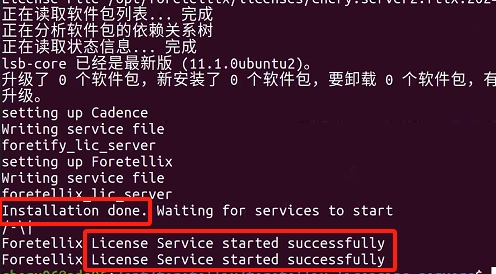 正在读取软件包列表... 完成
正在分析软件包的依赖关系树
正在读取状态信息... 完成
lsb-core 已经是最新版 (11.1.0ubuntu2)。
升级了 0 个软件包，新安装了 0 个软件包，要卸载 0 个软件包，有
升级。
setting up Cadence
Writing service file
foretify_lic_server
setting up Foretellix
Writing service file
foretellix_lic_server
Installation done. Waiting for services to start
/-\|
Foretellix License Service started successfully
Foretellix License Service started successfully